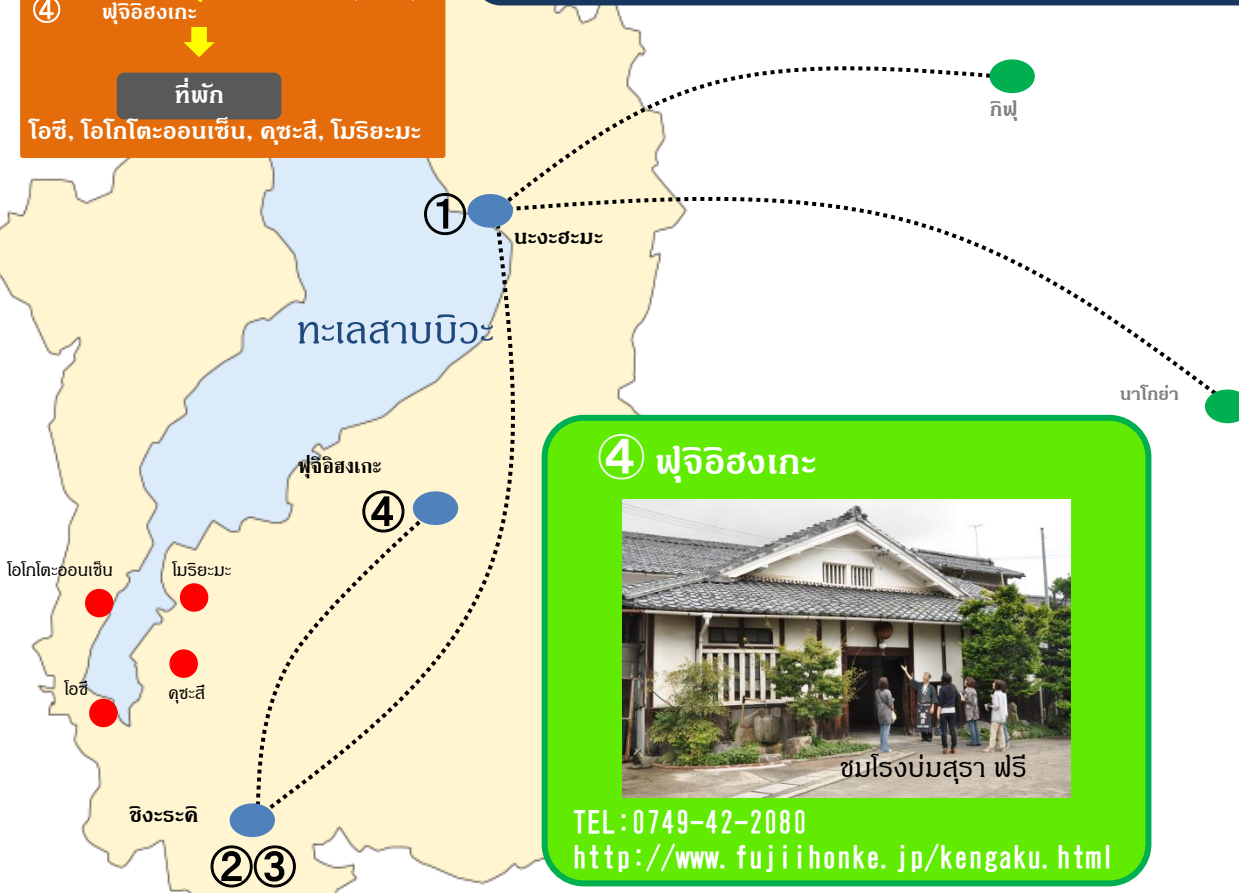 ④ ฟุจิอิฮงเกะ
ที่พัก
โอซึ, โอโกโตะออนเซ็น, คุซะสึ, โมริยะมะ
กิฟุ
①
นะงะฮะมะ
ทะเลสาบบิวะ
นาโกย่า
ฟุจิอิฮงเกะ
④
④ ฟุจิอิฮงเกะ
โอโกโตะออนเซ็น
โมริยะมะ
โอซึ
คุซะสึ
ชมโรงบ่มสุรา ฟรี
ชิงะระคิ
②③
TEL:0749-42-2080
http://www.fujiihonke.jp/kengaku.html